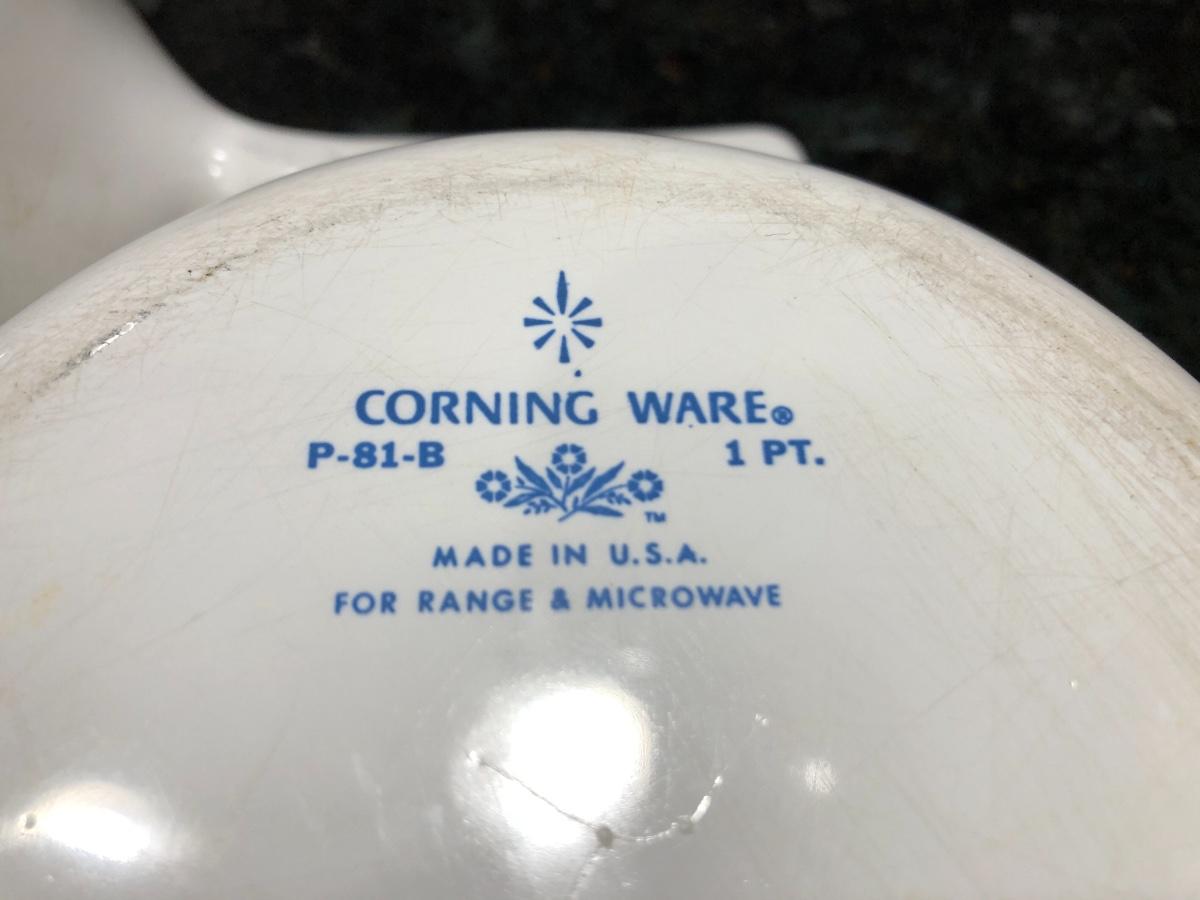 CORNING WARE®
P-81-B 1 PT.
TM
MADE IN U.S.A.
FOR RANGE & MICROWAVE